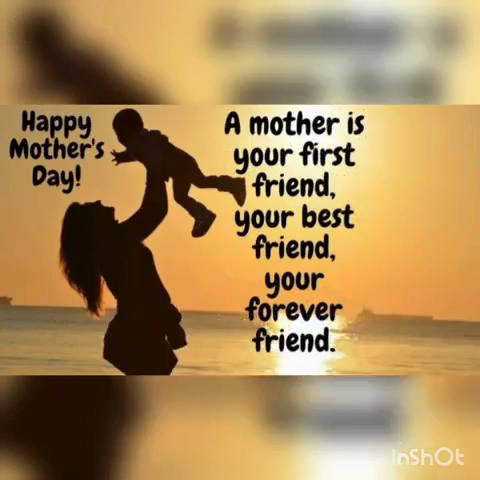 Happy
Mother's
Day!
A mother is
your first
friend,
your best
friend,
your
forever
friend.
InShOt